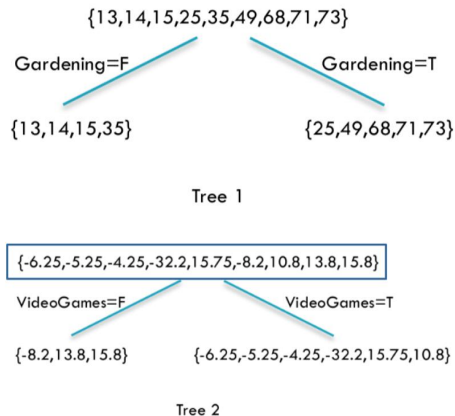 {13,14,15,25,35,49,68,71,73}
Gardening=F Gardening=T
{13,14,15,35} {25,49,68,71,73}
Tree 1
{-6.25,-5.25,-4.25,-32.2,15.75,-8.2,10.8,13.8,15.8}
VideoGames=F VideoGames=T
{-8.2,13.8,15.8} {-6.25,-5.25,-4.25,-32.2,15.75,10.8}
Tree 2